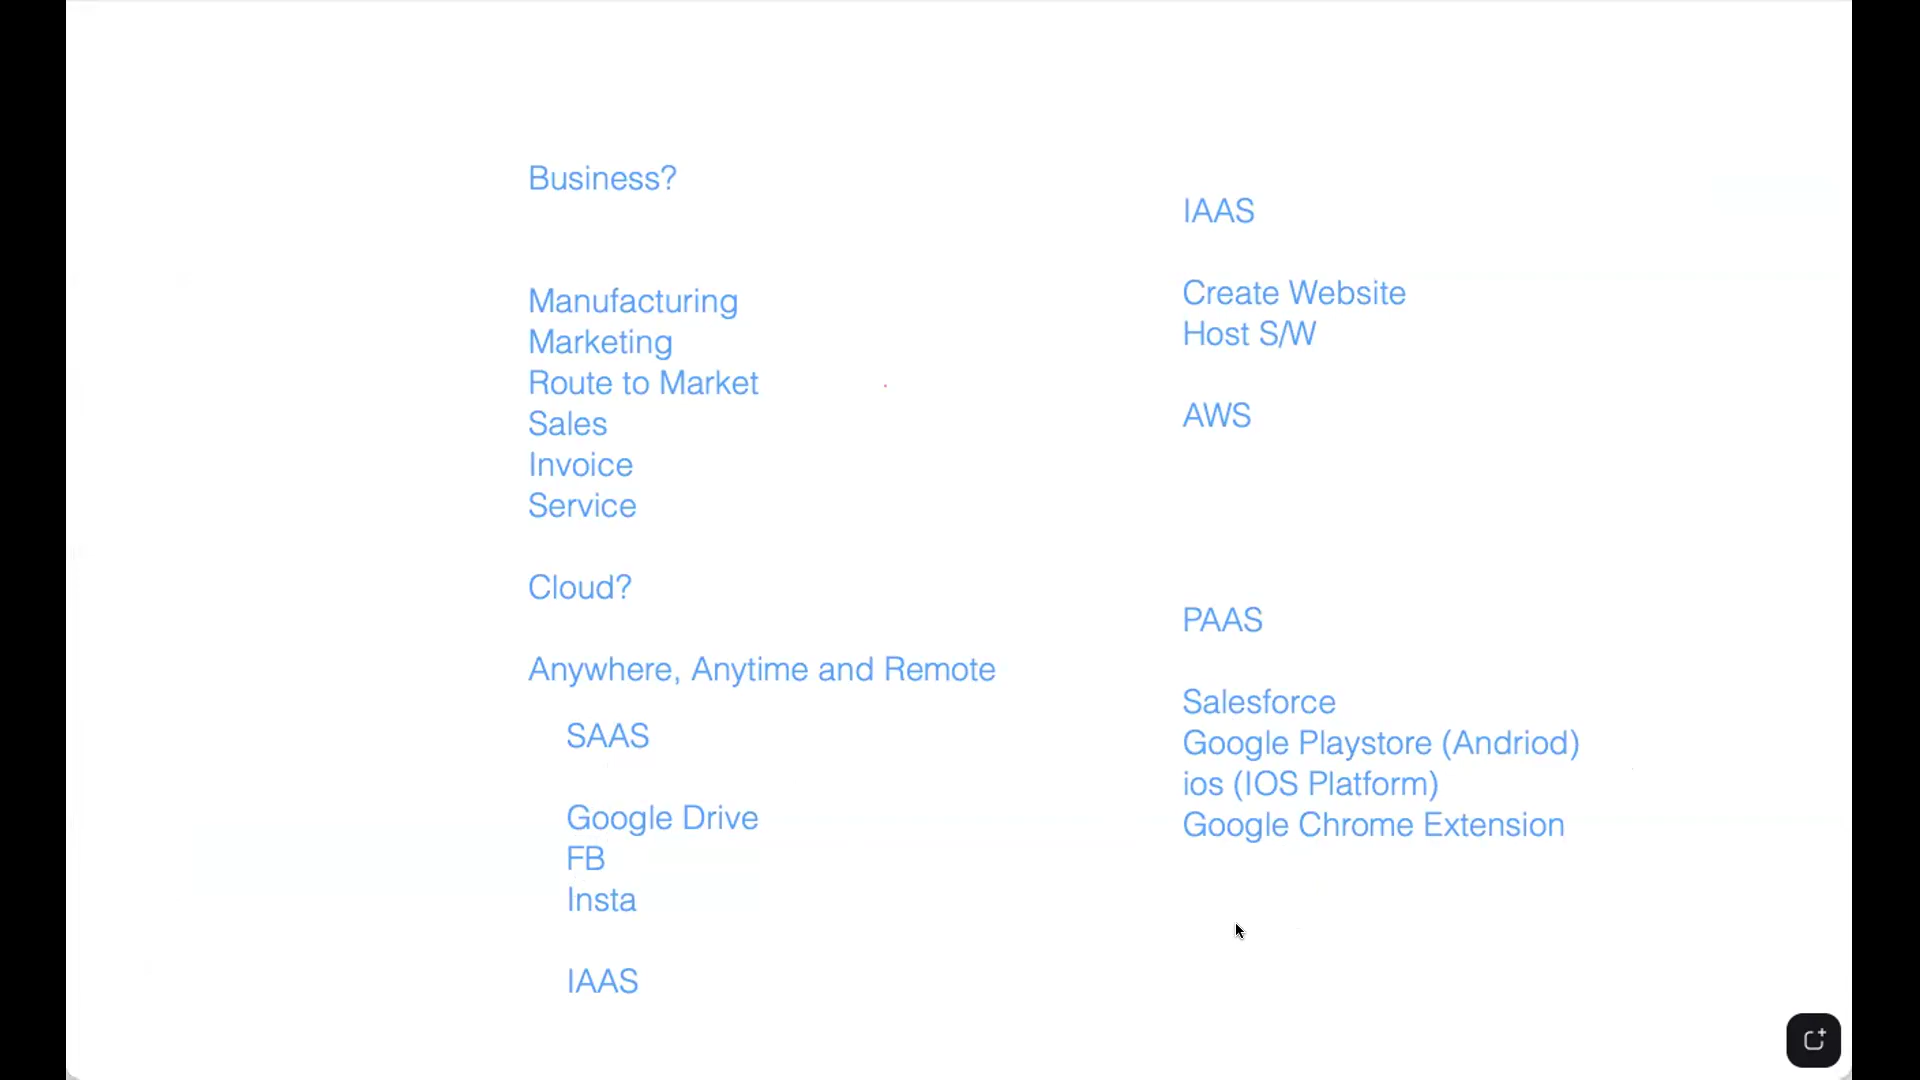 Business?
Manufacturing
Marketing
Route to Market
Sales
Invoice
Service
Cloud?
Anywhere, Anytime and Remote
SAAS
Google Drive
FB
Insta
IAAS
IAAS
Create Website
Host S/W
AWS
PAAS
Salesforce
Google Playstore (Andriod)
ios (IOS Platform)
Google Chrome Extension